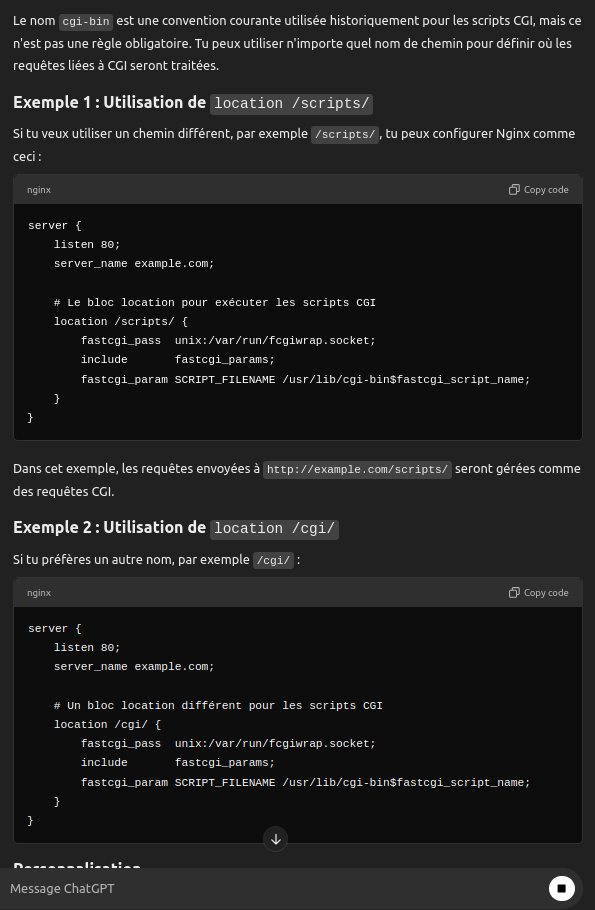 Le nom cgi-bin est une convention courante utilisée historiquement pour les scripts CGI, mais ce
n'est pas une règle obligatoire. Tu peux utiliser n'importe quel nom de chemin pour définir où les
requêtes liées à CGI seront traitées.
Exemple 1 : Utilisation de location /scripts/
Si tu veux utiliser un chemin différent, par exemple /scripts/, tu peux configurer Nginx comme
ceci :
nginx Copy code
server {
    listen 80;
    server_name example.com;
    # Le bloc location pour exécuter les scripts CGI
    location /scripts/ {
        fastcgi_pass  unix:/var/run/fcgiwrap.socket;
        include       fastcgi_params;
        fastcgi_param SCRIPT_FILENAME /usr/lib/cgi-bin$fastcgi_script_name;
    }
}
Dans cet exemple, les requêtes envoyées à http://example.com/scripts/ seront gérées comme
des requêtes CGI.
Exemple 2 : Utilisation de location /cgi/
Si tu préfères un autre nom, par exemple /cgi/ :
nginx Copy code
server {
    listen 80;
    server_name example.com;
    # Un bloc location différent pour les scripts CGI
    location /cgi/ {
        fastcgi_pass  unix:/var/run/fcgiwrap.socket;
        include       fastcgi_params;
        fastcgi_param SCRIPT_FILENAME /usr/lib/cgi-bin$fastcgi_script_name;
    }
}
Personnalisation
Message ChatGPT